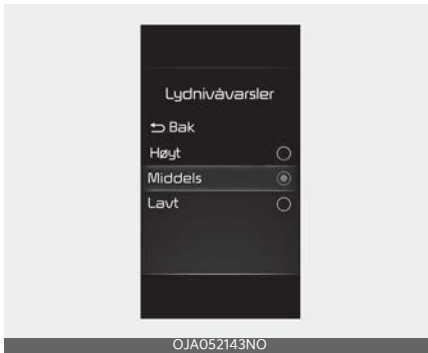 Lydnivåvarsler
Bak
Høyt
Middels
Lavt
OJA052143NO